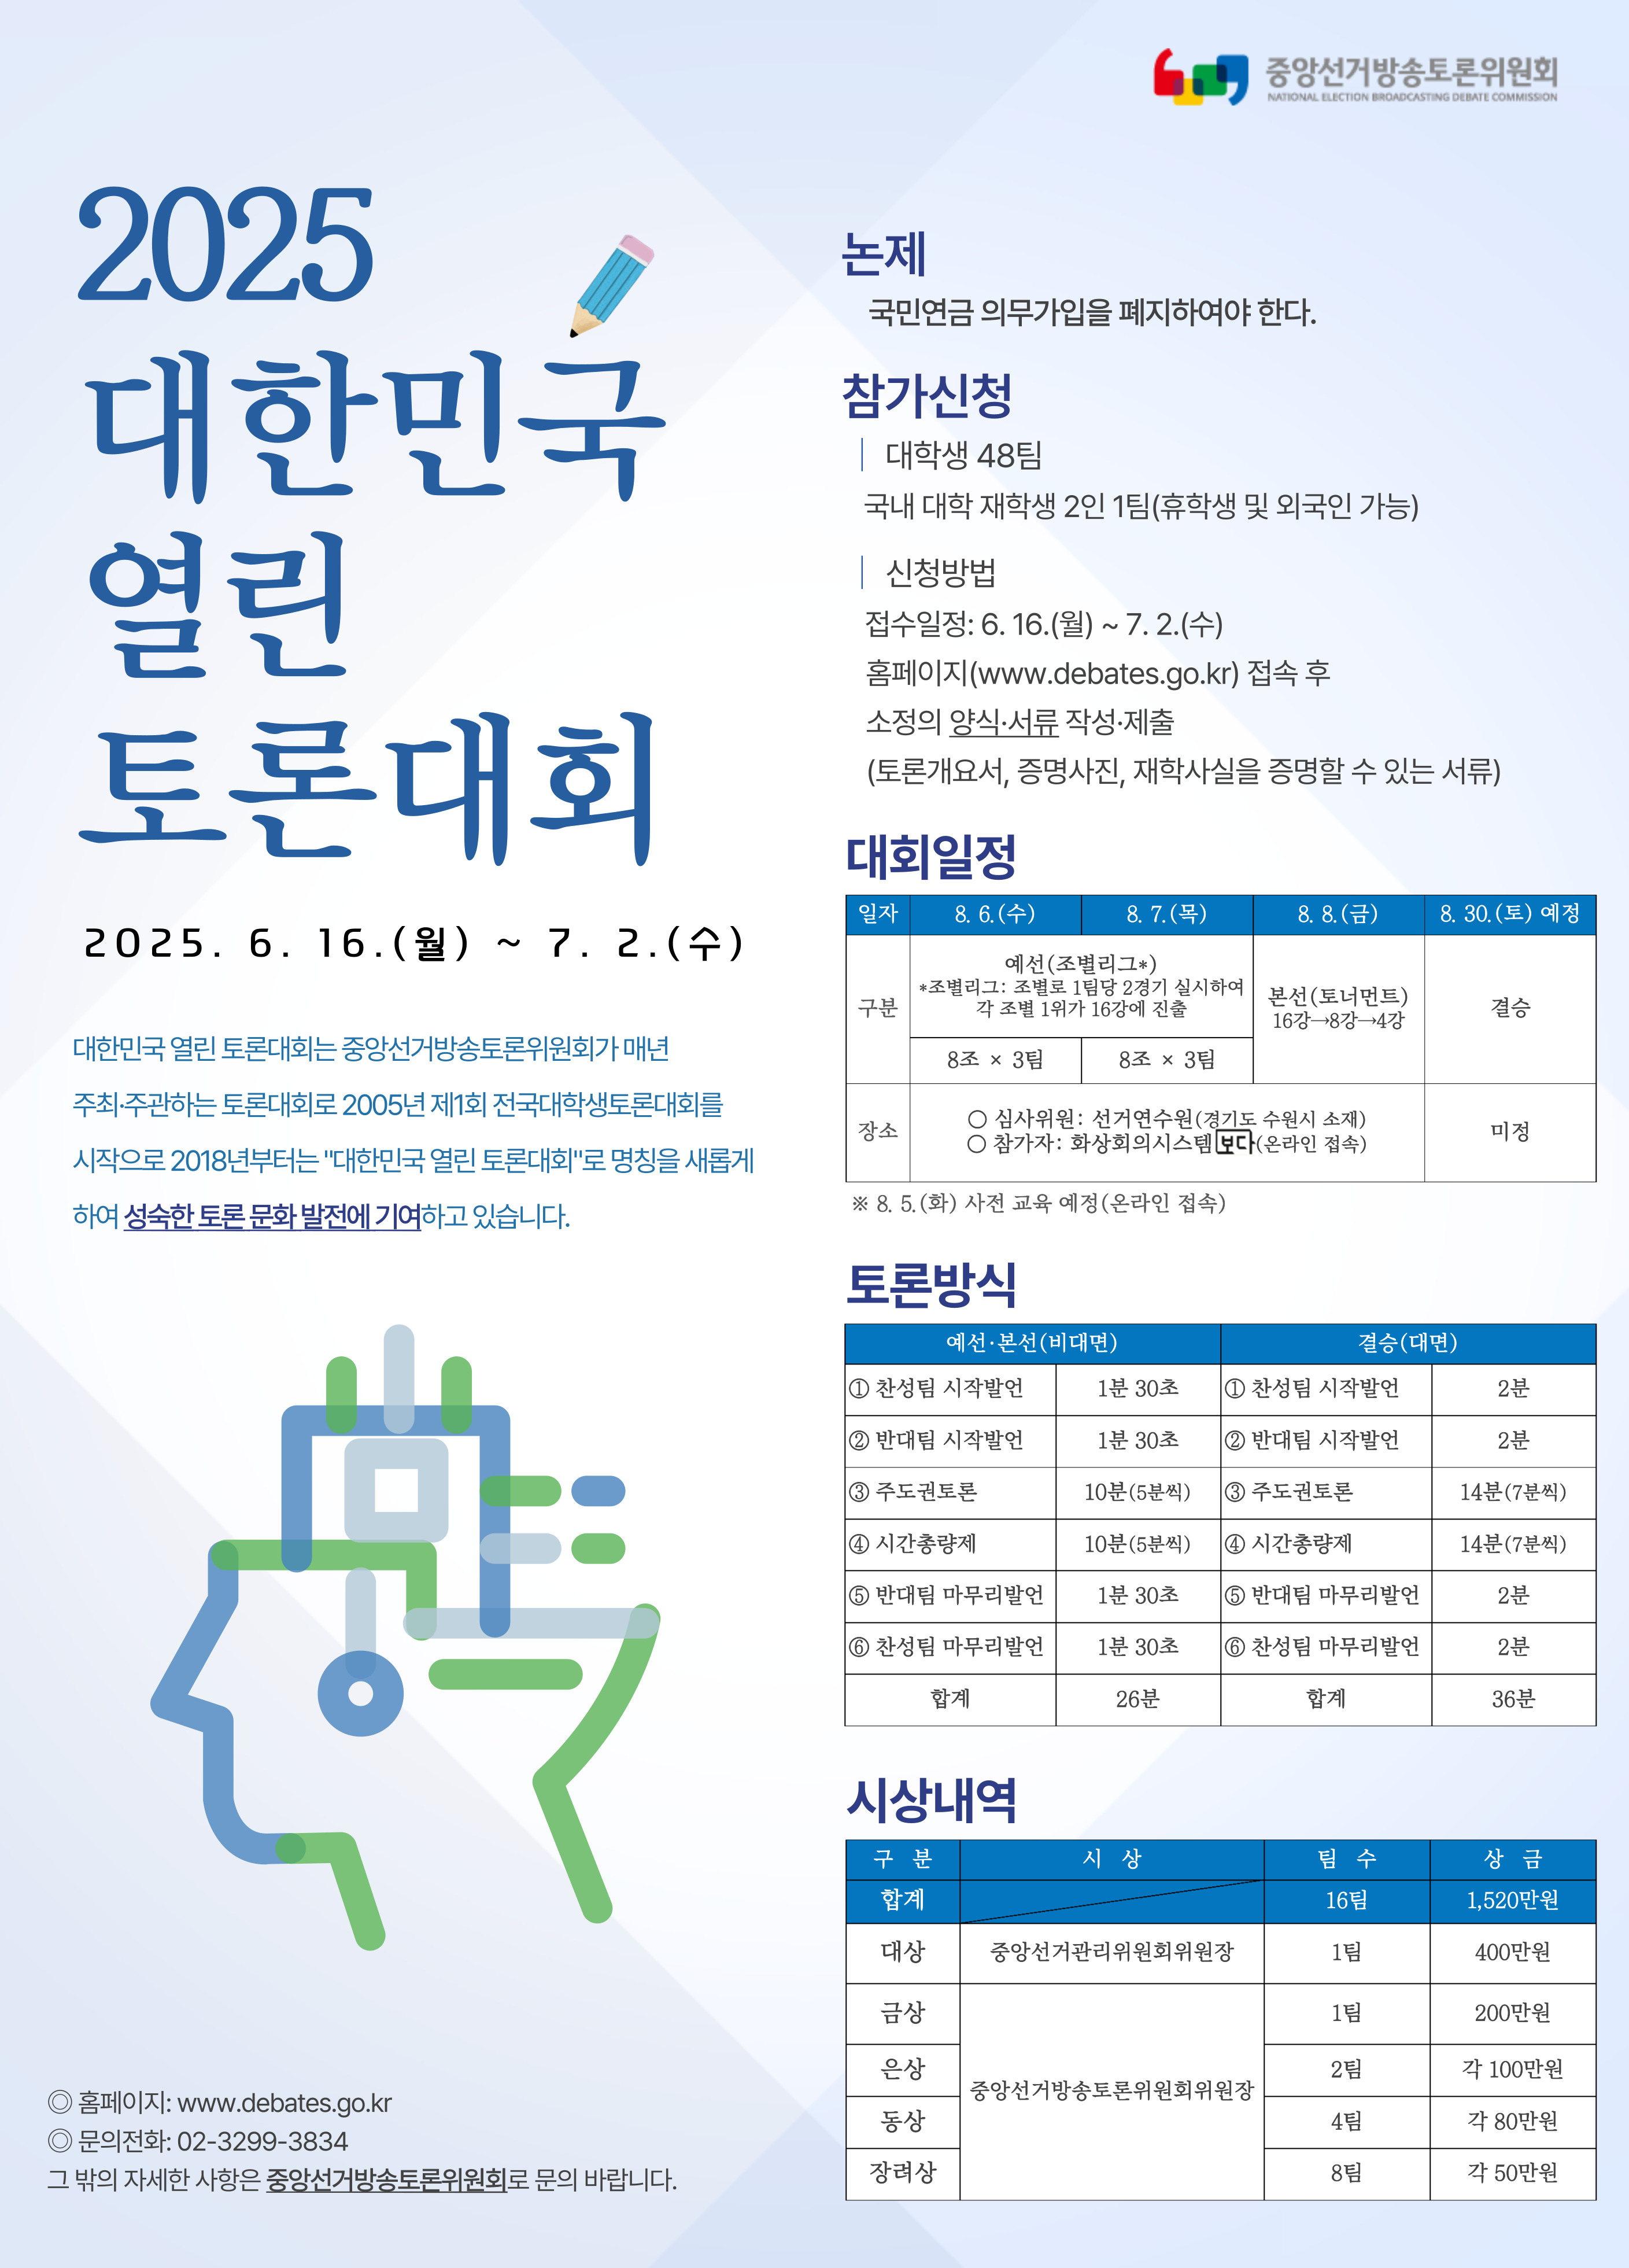 중앙선거방송토론위원회
NATIONAL ELECTION BROADCASTING DEBATE COMMISSION
2025
대한민국
열린
토론대회
2025. 6. 16.(월) ~ 7. 2.(수)
대한민국 열린 토론대회는 중앙선거방송토론위원회가 매년
주최·주관하는 토론대회로 2005년 제1회 전국대학생토론대회를
시작으로 2018년부터는 "대한민국 열린 토론대회"로 명칭을 새롭게
하여 성숙한 토론 문화 발전에 기여하고 있습니다.
◎ 홈페이지: www.debates.go.kr
◎ 문의전화: 02-3299-3834
그 밖의 자세한 사항은 중앙선거방송토론위원회로 문의 바랍니다.
논제
국민연금 의무가입을 폐지하여야 한다.
참가신청
대학생 48팀
국내 대학 재학생 2인 1팀(휴학생 및 외국인 가능)
신청방법
접수일정: 6. 16.(월) ~ 7. 2.(수)
홈페이지(www.debates.go.kr) 접속 후
소정의 양식·서류 작성·제출
(토론개요서, 증명사진, 재학사실을 증명할 수 있는 서류)
대회일정
일자 8. 6.(수) 8. 7.(목) 8. 8.(금) 8. 30.(토) 예정
구분
예선(조별리그*)
*조별리그: 조별로 1팀당 2경기 실시하여
각 조별 1위가 16강에 진출
8조 × 3팀 8조 × 3팀
본선(토너먼트)
16강→8강→4강
결승
장소
○ 심사위원: 선거연수원(경기도 수원시 소재)
○ 참가자: 화상회의시스템 보다(온라인 접속)
미정
※ 8. 5.(화) 사전 교육 예정(온라인 접속)
토론방식
예선·본선(비대면) 결승(대면)
① 찬성팀 시작발언 1분 30초 ① 찬성팀 시작발언 2분
② 반대팀 시작발언 1분 30초 ② 반대팀 시작발언 2분
③ 주도권토론 10분(5분씩) ③ 주도권토론 14분(7분씩)
④ 시간총량제 10분(5분씩) ④ 시간총량제 14분(7분씩)
⑤ 반대팀 마무리발언 1분 30초 ⑤ 반대팀 마무리발언 2분
⑥ 찬성팀 마무리발언 1분 30초 ⑥ 찬성팀 마무리발언 2분
합계 26분 합계 36분
시상내역
구 분 시 상 팀 수 상 금
합계 16팀 1,520만원
대상 중앙선거관리위원회위원장 1팀 400만원
금상 1팀 200만원
은상 2팀 각 100만원
중앙선거방송토론위원회위원장
동상 4팀 각 80만원
장려상 8팀 각 50만원